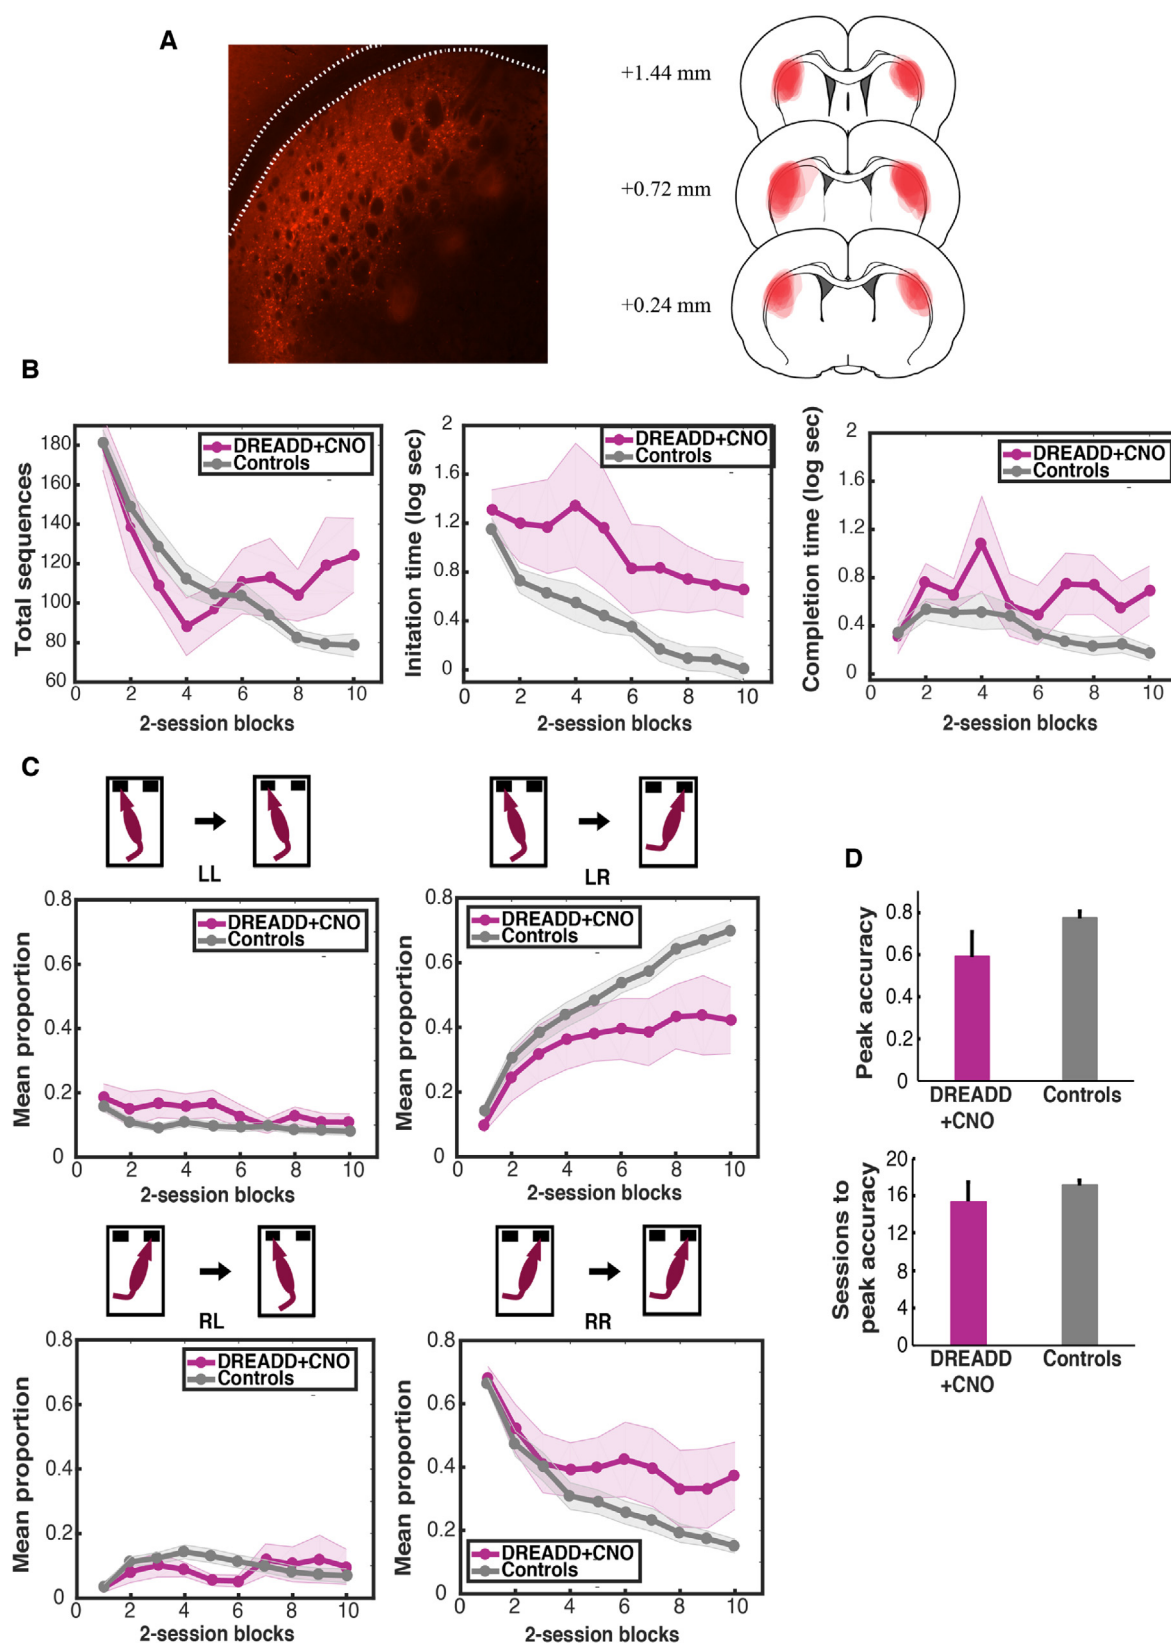 A
+1.44 mm
+0.72 mm
+0.24 mm
B
Total sequences
180
160
140
120
100
80
60
0 2 4 6 8 10
2-session blocks
DREADD+CNO
Controls
Initation time (log sec)
2
1.6
1.2
0.8
0.4
0
0 2 4 6 8 10
2-session blocks
DREADD+CNO
Controls
Completion time (log sec)
2
1.6
1.2
0.8
0.4
0
0 2 4 6 8 10
2-session blocks
DREADD+CNO
Controls
C
LL
Mean proportion
0.8
0.6
0.4
0.2
0
0 2 4 6 8 10
2-session blocks
DREADD+CNO
Controls
LR
Mean proportion
0.8
0.6
0.4
0.2
0
0 2 4 6 8 10
2-session blocks
DREADD+CNO
Controls
RL
Mean proportion
0.8
0.6
0.4
0.2
0
0 2 4 6 8 10
2-session blocks
DREADD+CNO
Controls
RR
Mean proportion
0.8
0.6
0.4
0.2
0
0 2 4 6 8 10
2-session blocks
DREADD+CNO
Controls
D
Peak accuracy
0.8
0.6
0.4
0.2
0
DREADD
+CNO
Controls
Sessions to
peak accuracy
20
16
12
8
4
0
DREADD
+CNO
Controls